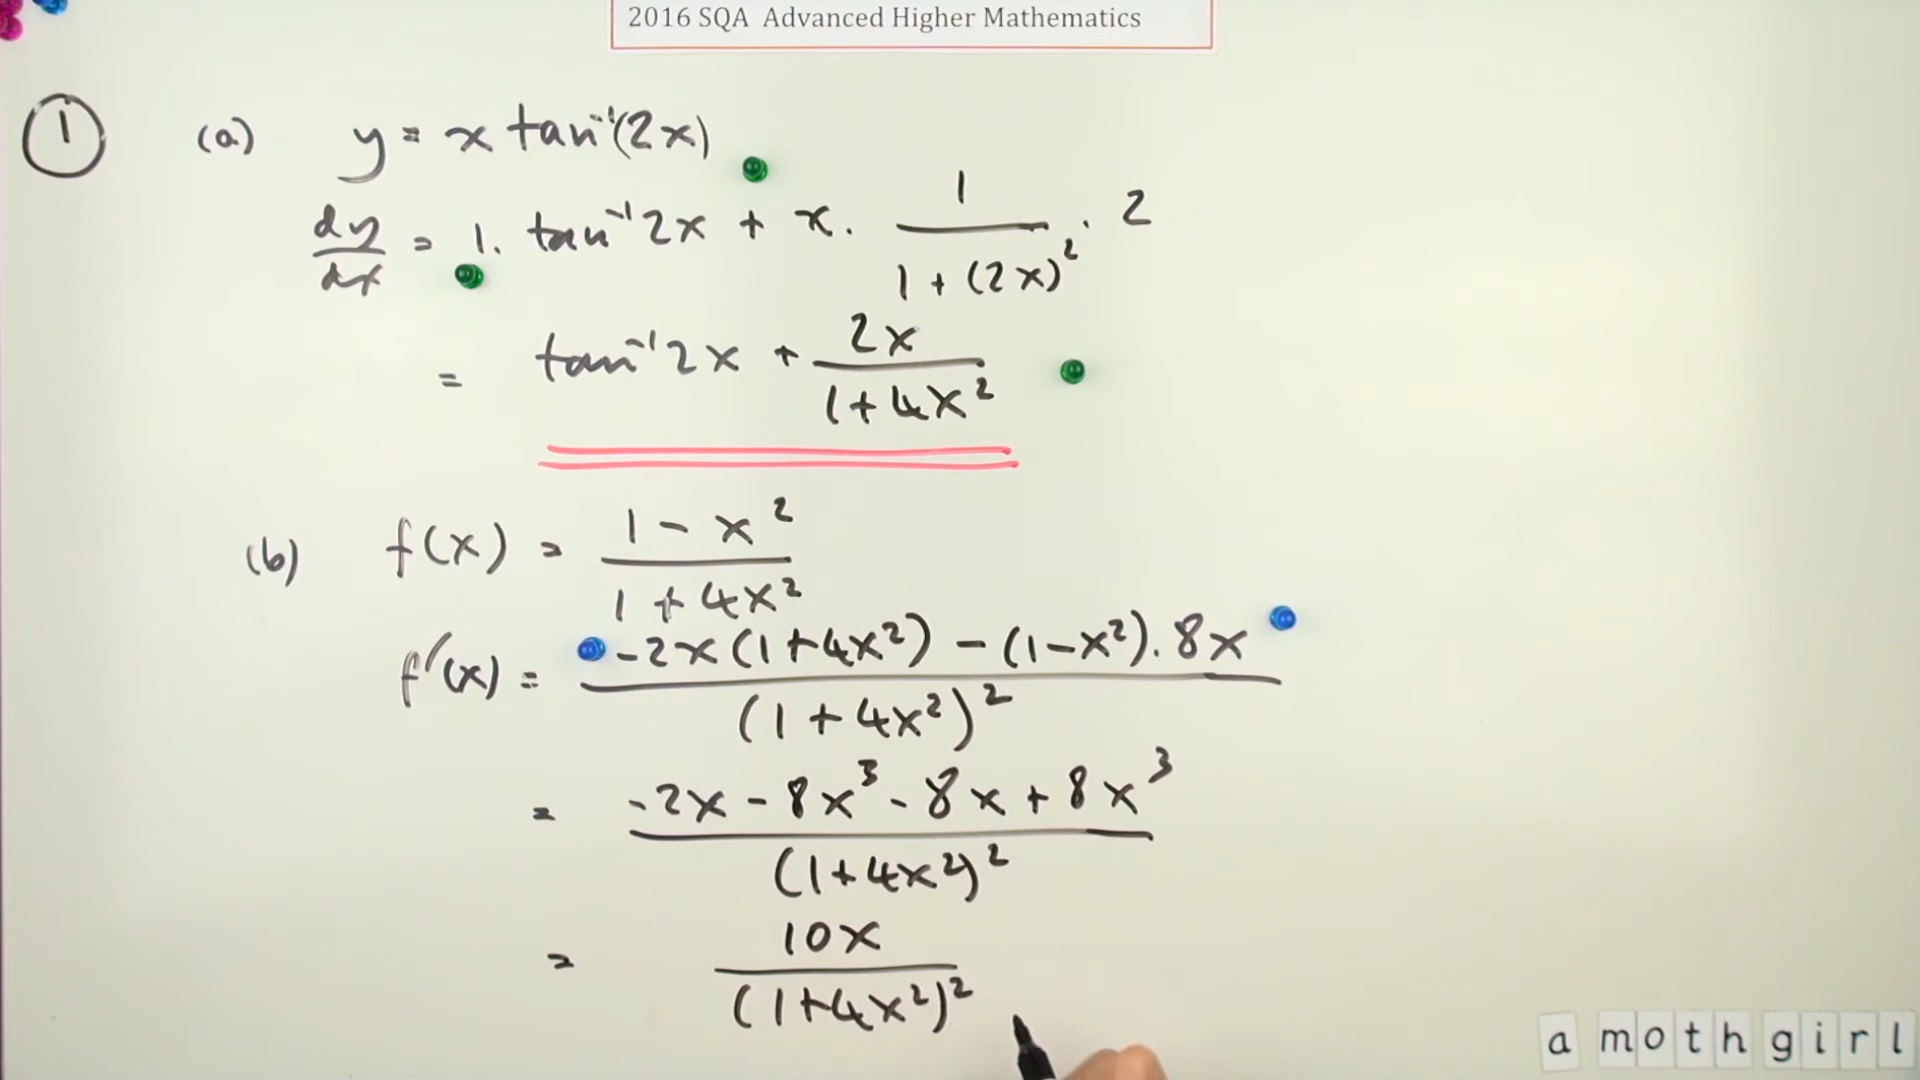 2016 SQA Advanced Higher Mathematics
1 (a) y = x tan⁻¹(2x)
dy/dx = 1. tan⁻¹2x + x. 1/(1 + (2x)²) . 2
= tan⁻¹2x + 2x/(1+4x²)
(b) f(x) = (1 - x²)/(1 + 4x²)
f'(x) = (-2x(1+4x²) - (1-x²).8x)/(1+4x²)²
= (-2x - 8x³ - 8x + 8x³)/(1+4x²)²
= 10x/(1+4x²)²
a mothgirl